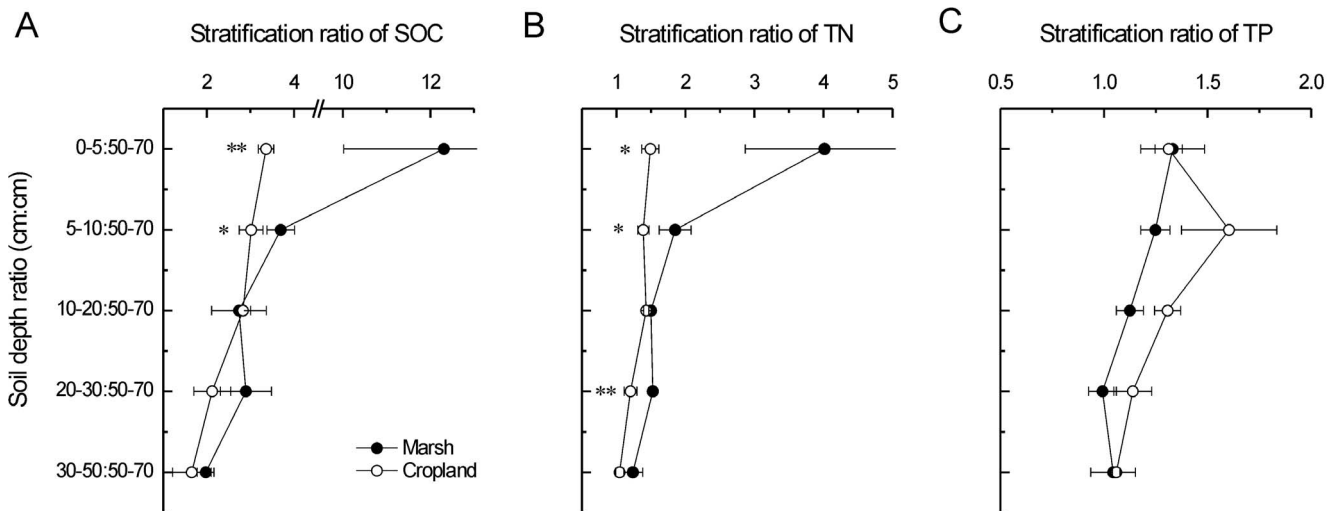 A
Stratification ratio of SOC
2 4 10 12
B
Stratification ratio of TN
1 2 3 4 5
C
Stratification ratio of TP
0.5 1.0 1.5 2.0
Soil depth ratio (cm:cm)
0-5:50-70
**
*
5-10:50-70
*
*
10-20:50-70
20-30:50-70
**
30-50:50-70
Marsh
Cropland